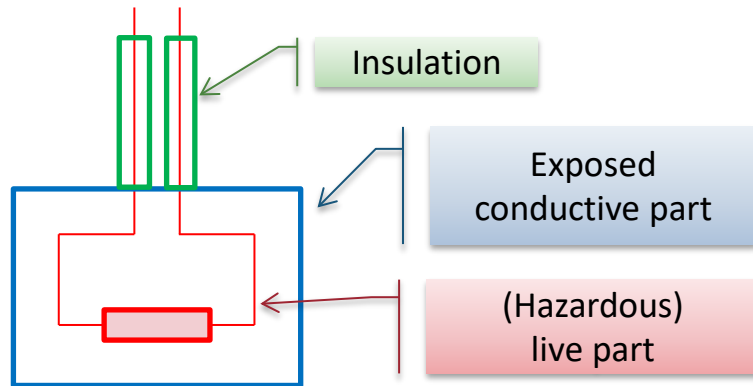 Insulation
Exposed
conductive part
(Hazardous)
live part